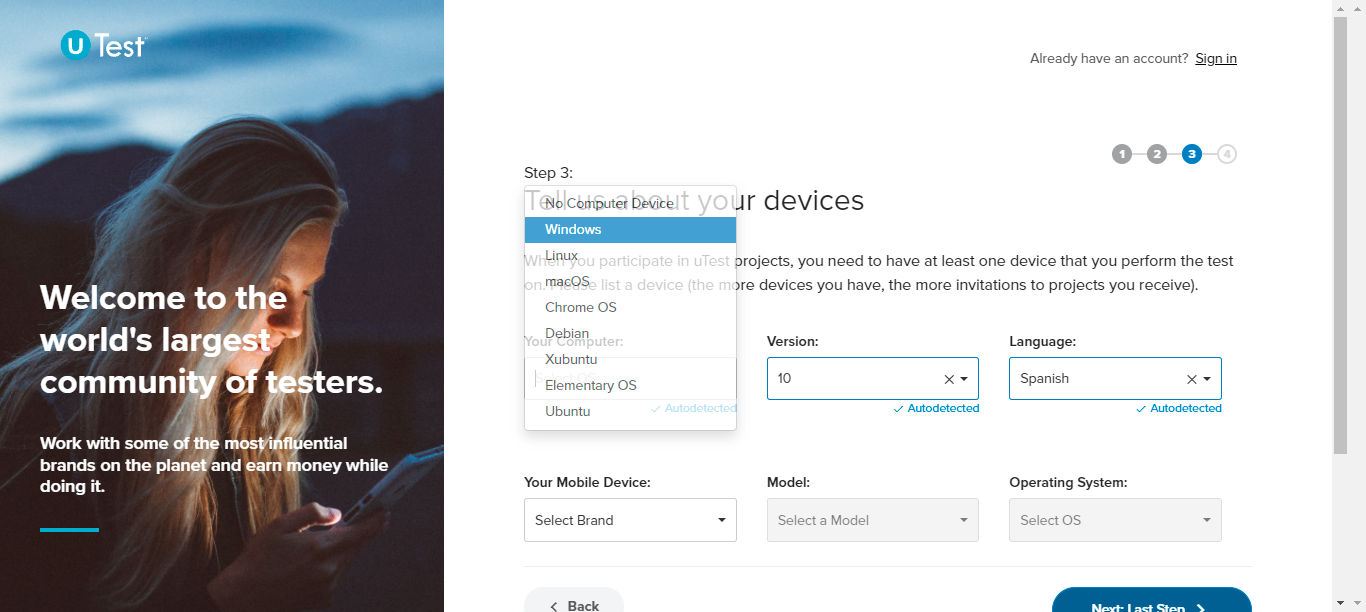 U Test
Already have an account? Sign in
1 2 3 4
Step 3:
Tell us about your devices
No Computer Device
Windows
Linux
macOS
Chrome OS
Debian
Xubuntu
Elementary OS
Ubuntu
When you participate in uTest projects, you need to have at least one device that you perform the test
on. Please list a device (the more devices you have, the more invitations to projects you receive).
Your Computer:
Select OS
Autodetected
Version:
10
Autodetected
Language:
Spanish
Autodetected
Your Mobile Device:
Select Brand
Model:
Select a Model
Operating System:
Select OS
Back
Next: Last Step
Welcome to the
world's largest
community of testers.
Work with some of the most influential
brands on the planet and earn money while
doing it.